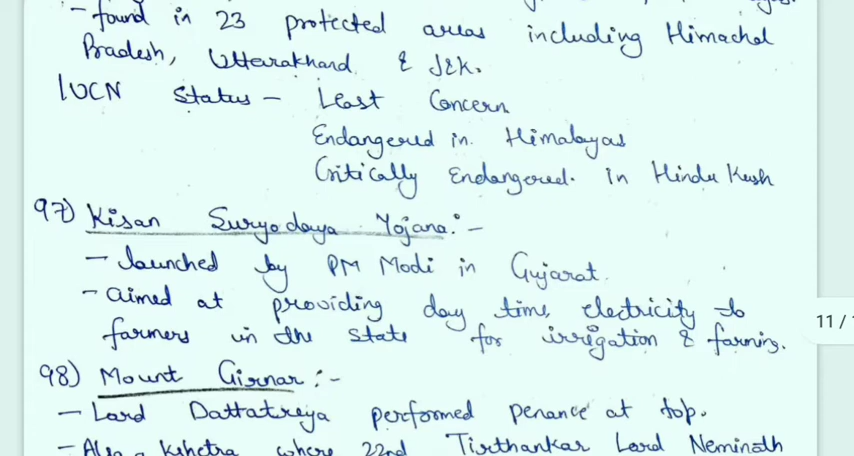 - found in 23 protected areas including Himachal
Pradesh, Uttarakhand & J&K.
IUCN Status - Least Concern
Endangered in Himalayas
Critically Endangered. in Hindu Kush
97) Kisan Suryodaya Yojana:-
- launched by PM Modi in Gujarat.
- aimed at providing day time electricity to
farmers in the state for irrigation & farming.
11 / 1
98) Mount Girnar:-
- Lord Dattatreya performed penance at top.
- Also a Kshetra where 22nd Tirthankar Lord Neminath